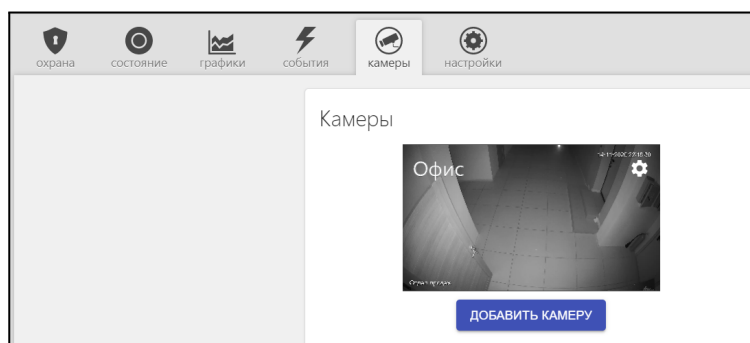 охрана состояние графики события камеры настройки
Камеры
Офис
ДОБАВИТЬ КАМЕРУ